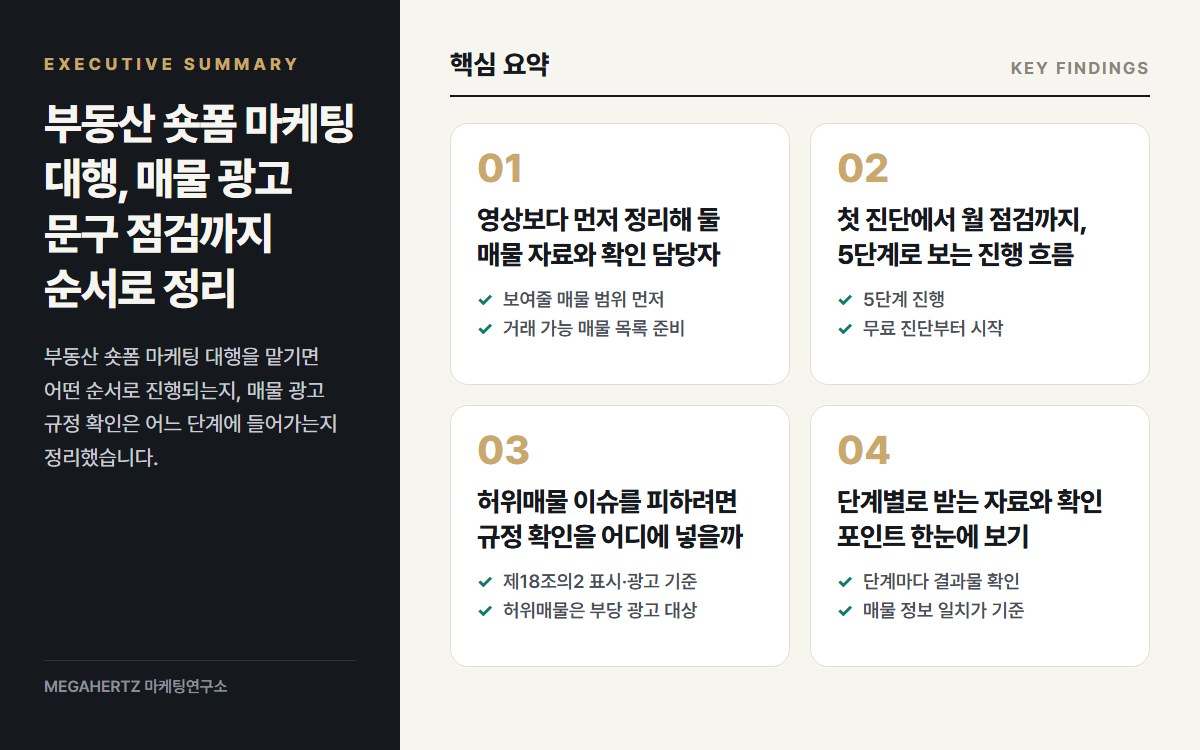 EXECUTIVE SUMMARY
부동산 숏폼 마케팅
대행, 매물 광고
문구 점검까지
순서로 정리
부동산 숏폼 마케팅 대행을 맡기면
어떤 순서로 진행되는지, 매물 광고
규정 확인은 어느 단계에 들어가는지
정리했습니다.
MEGAHERTZ 마케팅연구소
핵심 요약
KEY FINDINGS
01
영상보다 먼저 정리해 둘
매물 자료와 확인 담당자
보여줄 매물 범위 먼저
거래 가능 매물 목록 준비
02
첫 진단에서 월 점검까지,
5단계로 보는 진행 흐름
5단계 진행
무료 진단부터 시작
03
허위매물 이슈를 피하려면
규정 확인을 어디에 넣을까
제18조의2 표시·광고 기준
허위매물은 부당 광고 대상
04
단계별로 받는 자료와 확인
포인트 한눈에 보기
단계마다 결과물 확인
매물 정보 일치가 기준